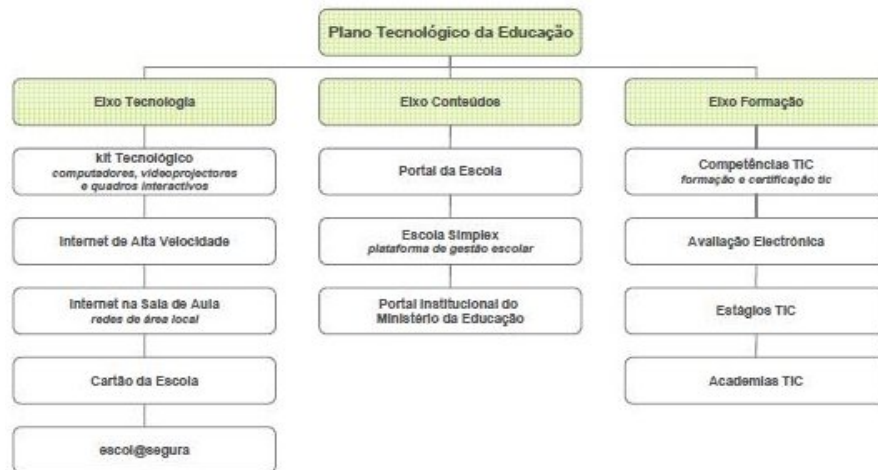 Plano Tecnológico da Educação
Eixo Tecnologia
kit Tecnológico
computadores, videoprojectores
e quadros interactivos
Internet de Alta Velocidade
Internet na Sala de Aula
redes de área local
Cartão da Escola
escol@segura
Eixo Conteúdos
Portal da Escola
Escola Simplex
plataforma de gestão escolar
Portal Institucional do
Ministério da Educação
Eixo Formação
Competências TIC
formação e certificação tic
Avaliação Electrónica
Estágios TIC
Academias TIC